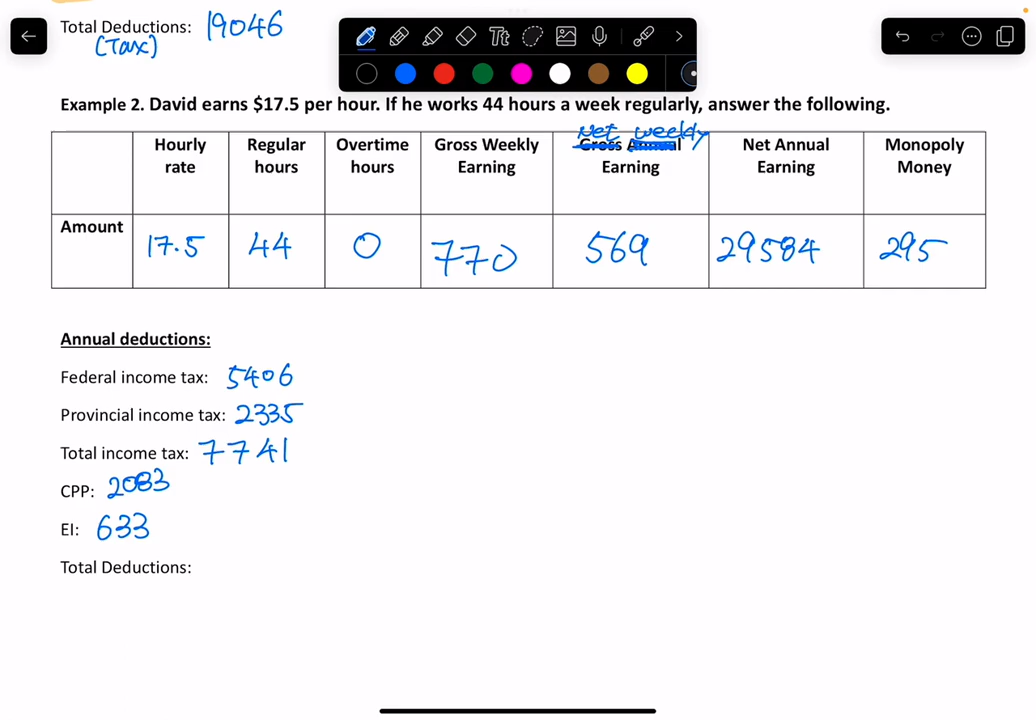 Total Deductions: 19046
(Tax)
Tt
Example 2. David earns $17.5 per hour. If he works 44 hours a week regularly, answer the following.
Hourly rate Regular hours Overtime hours Gross Weekly Earning Net weekly Gross Annual Earning Net Annual Earning Monopoly Money
Amount 17.5 44 0 770 569 29584 295
Annual deductions:
Federal income tax: 5406
Provincial income tax: 2335
Total income tax: 7741
CPP: 2083
EI: 633
Total Deductions: